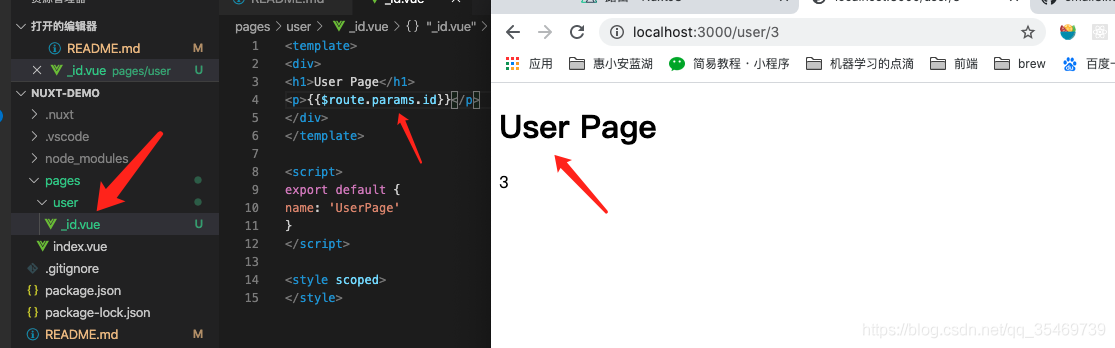 打开的编辑器
README.md M
_id.vue pages/user U
NUXT-DEMO
.nuxt
.vscode
node_modules
pages
user
_id.vue U
index.vue
.gitignore
package.json
package-lock.json
README.md M
pages > user > _id.vue > {} "_id.vue" >
1 <template>
2 <div>
3 <h1>User Page</h1>
4 <p>{{$route.params.id}}</p>
5 </div>
6 </template>
7
8 <script>
9 export default {
10 name: 'UserPage'
11 }
12 </script>
13
14 <style scoped>
15 </style>
localhost:3000/user/3
应用 惠小安蓝湖 简易教程·小程序 机器学习的点滴 前端 brew 百度一
User Page
3
https://blog.csdn.net/qq_35469739